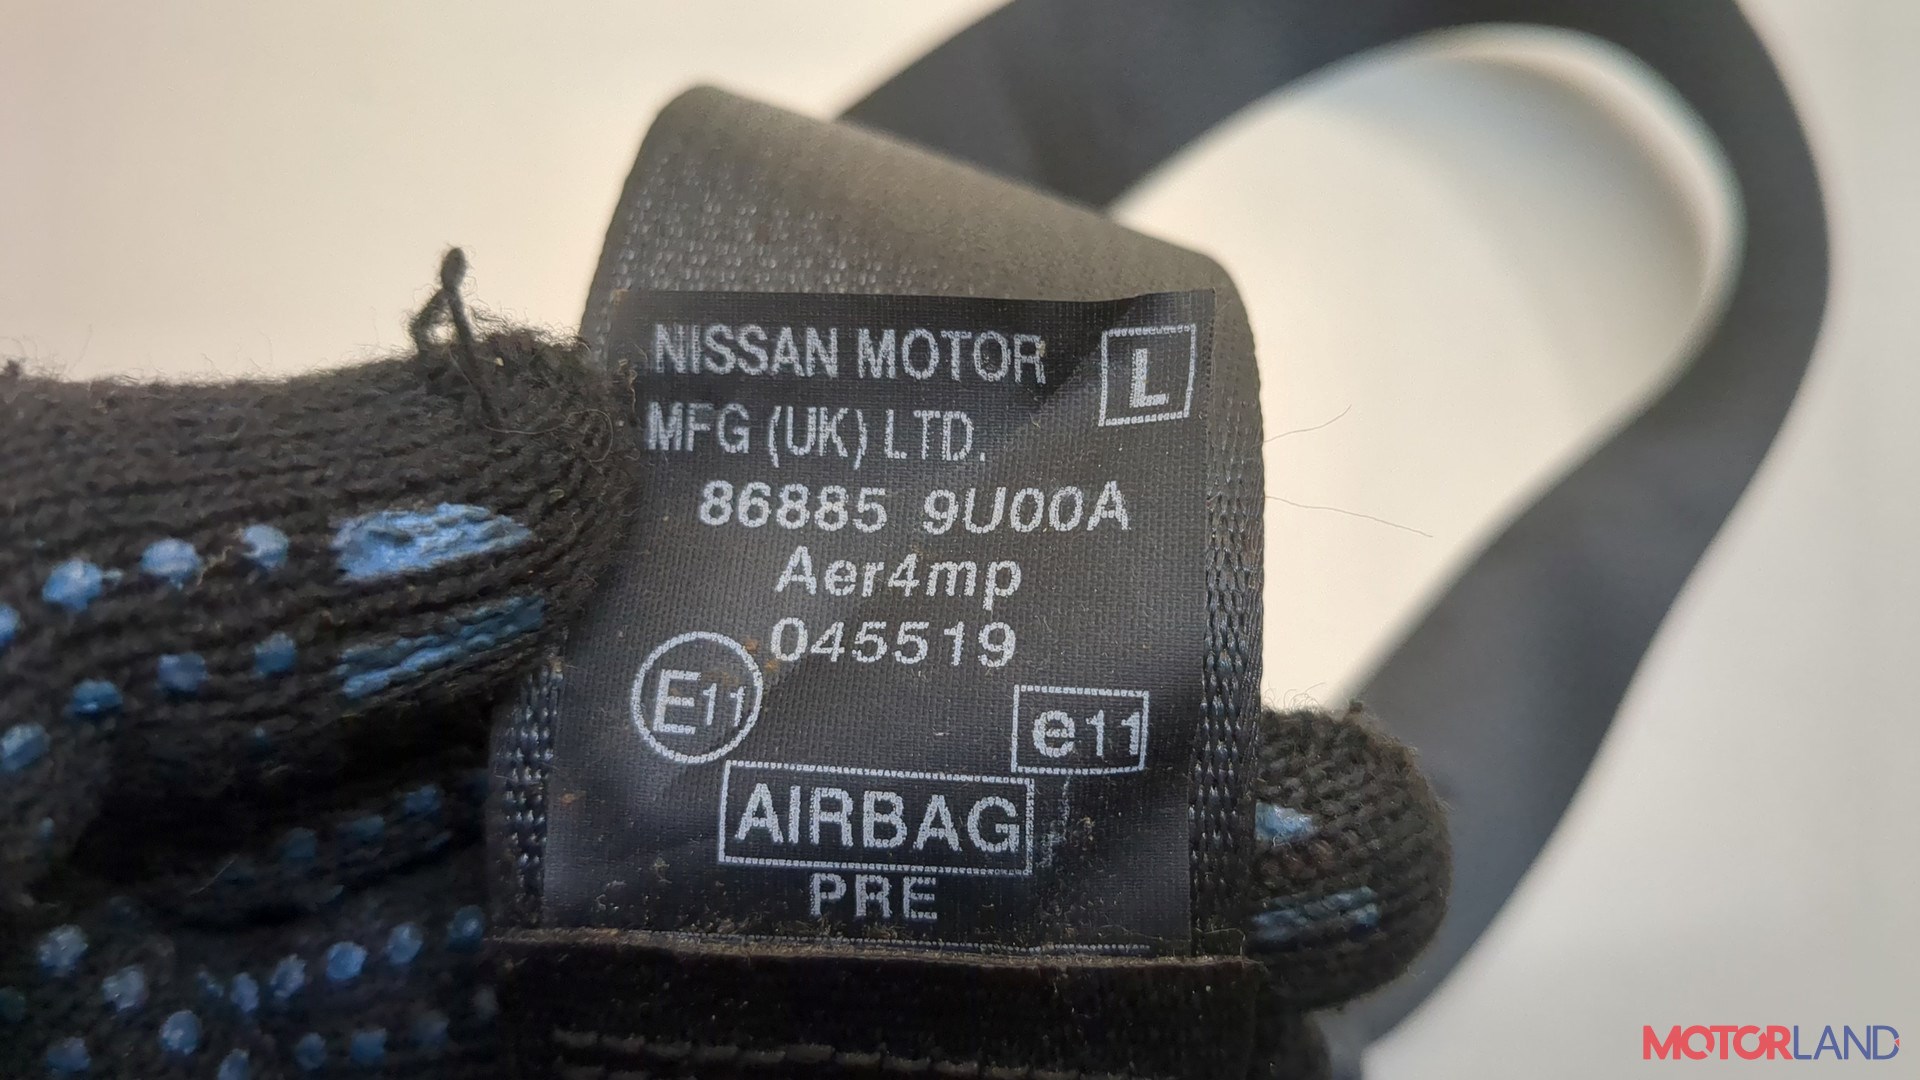 NISSAN MOTOR L
MFG (UK) LTD.
86885 9U00A
Aer4mp
045519
E11 e11
AIRBAG
PRE
MOTORLAND